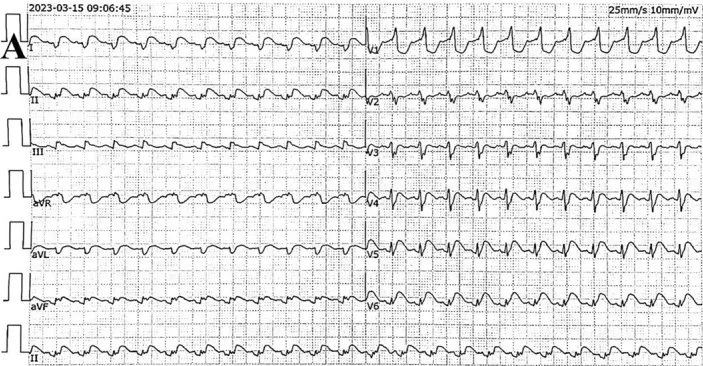 2023-03-15 09:06:45
25mm/s 10mm/mV
A
I
V1
II
V2
III
V3
aVR
V4
aVL
V5
aVF
V6
II